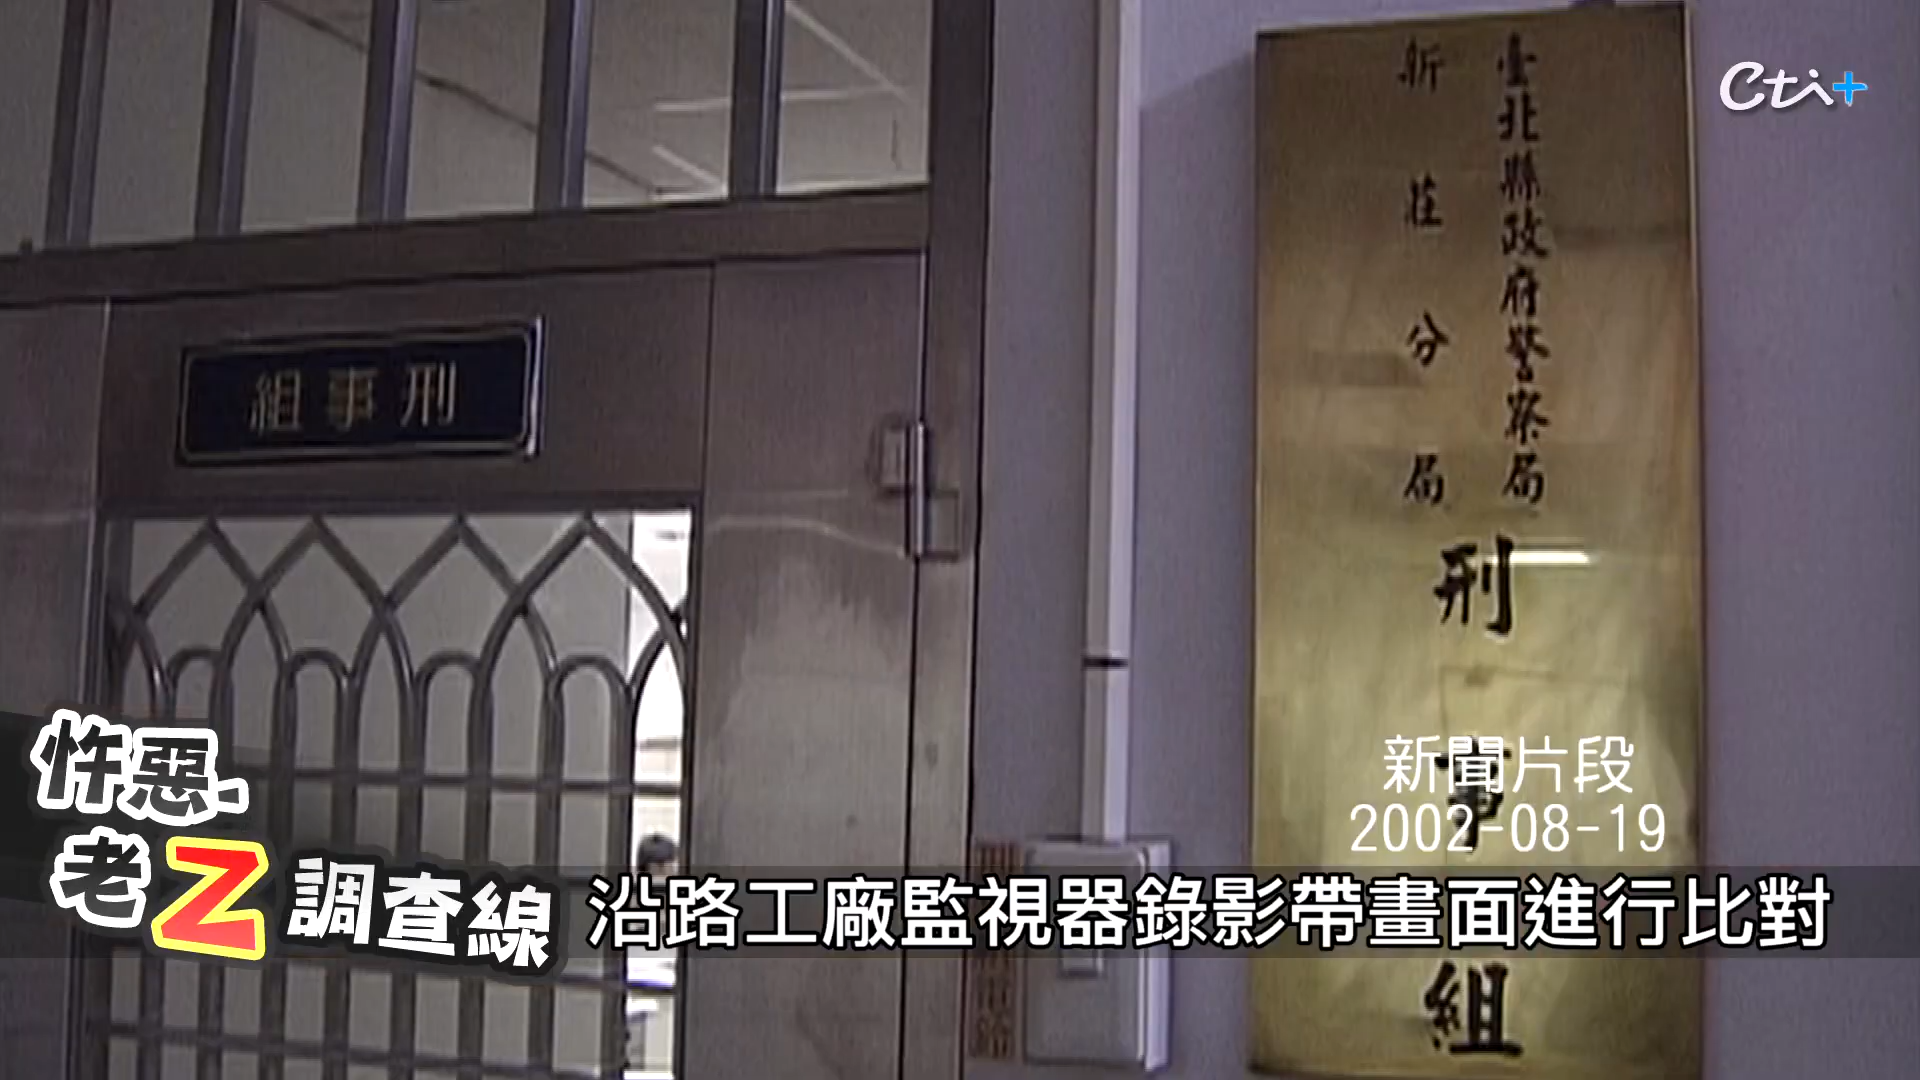 Cti+
臺北縣政府警察局
新莊分局
刑事組
組事刑
新聞片段
2002-08-19
忤惡-
老Z調查線
沿路工廠監視器錄影帶畫面進行比對